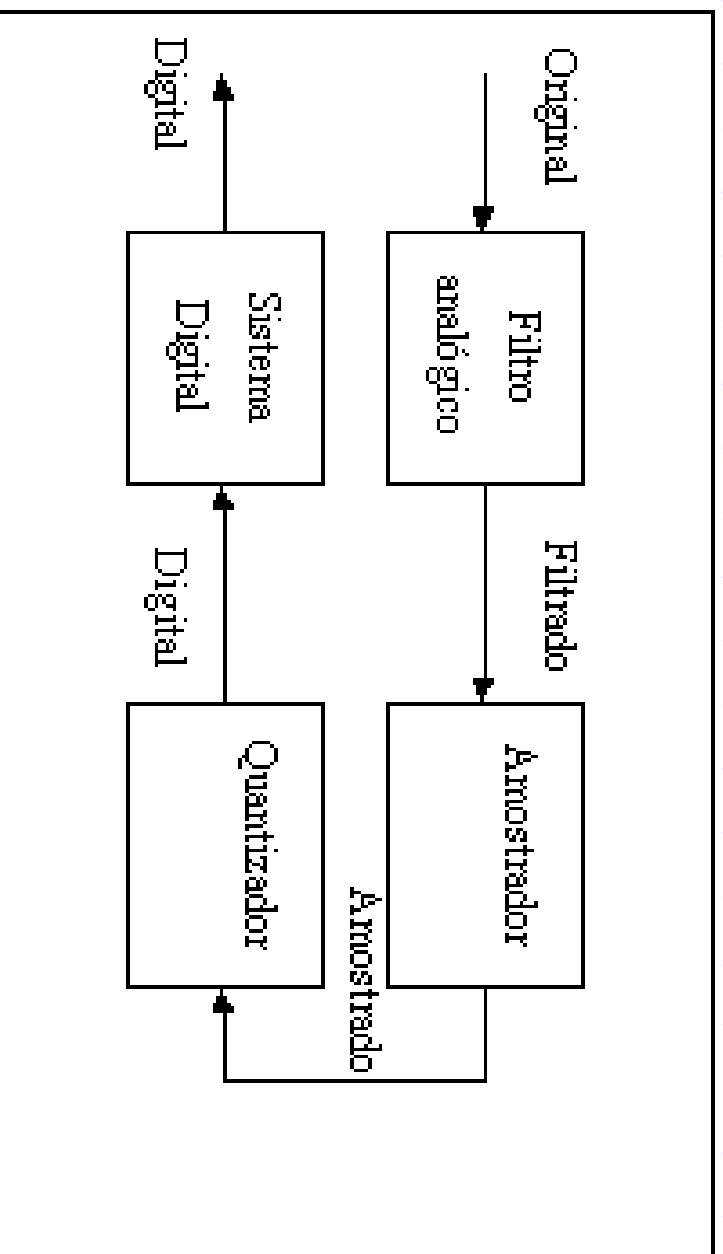 Original
Filtro
analógico
Filtrado
Amostrador
Amostrado
Quantizador
Digital
Sistema
Digital
Digital